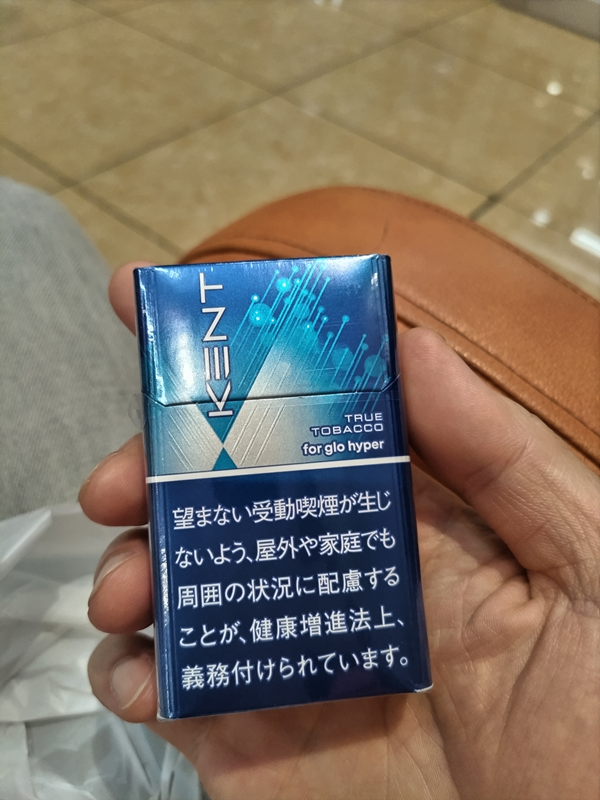 KENT
TRUE
TOBACCO
for glo hyper
望まない受動喫煙が生じ
ないよう、屋外や家庭でも
周囲の状況に配慮する
ことが、健康増進法上、
義務付けられています。